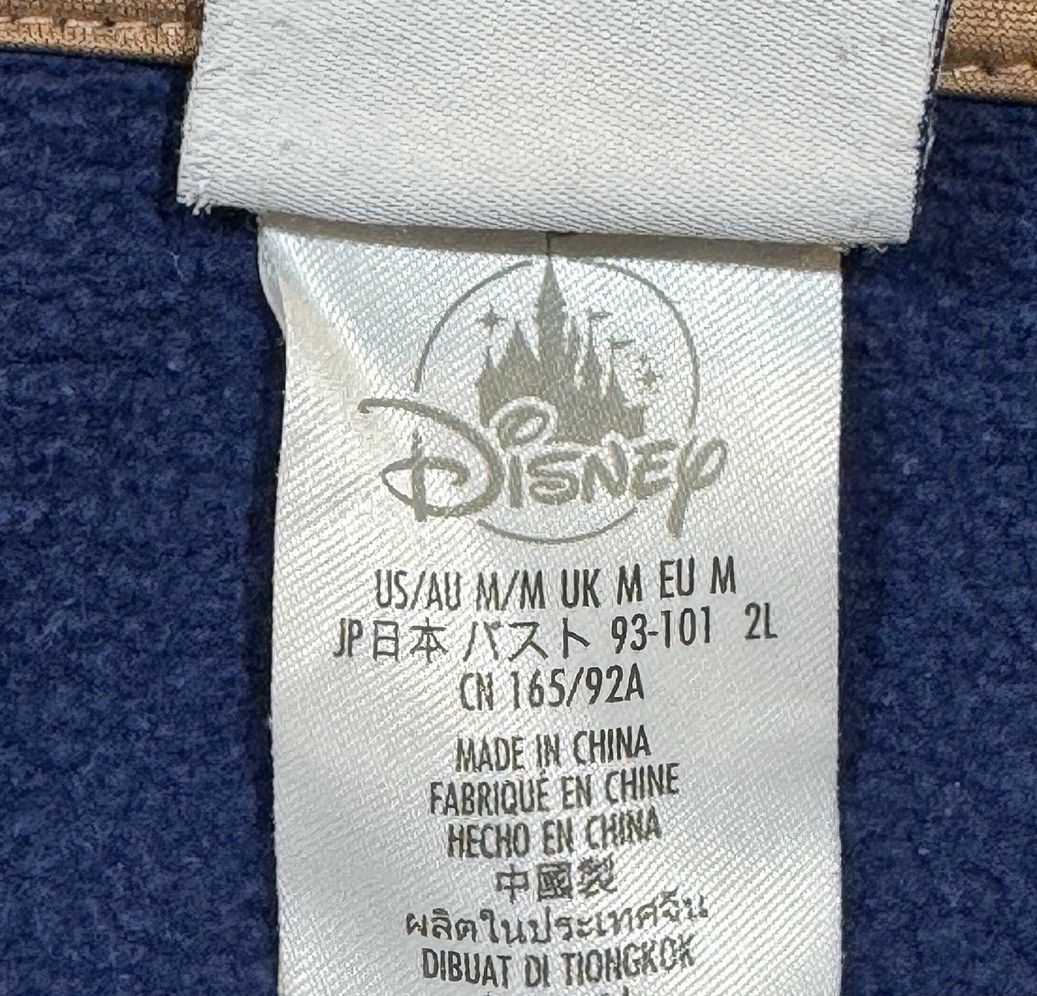 Disney
US/AU M/M UK M EU M
JP日本 バスト 93-101 2L
CN 165/92A
MADE IN CHINA
FABRIQUÉ EN CHINE
HECHO EN CHINA
中國製
ผลิตในประเทศจีน
DIBUAT DI TIONGKOK